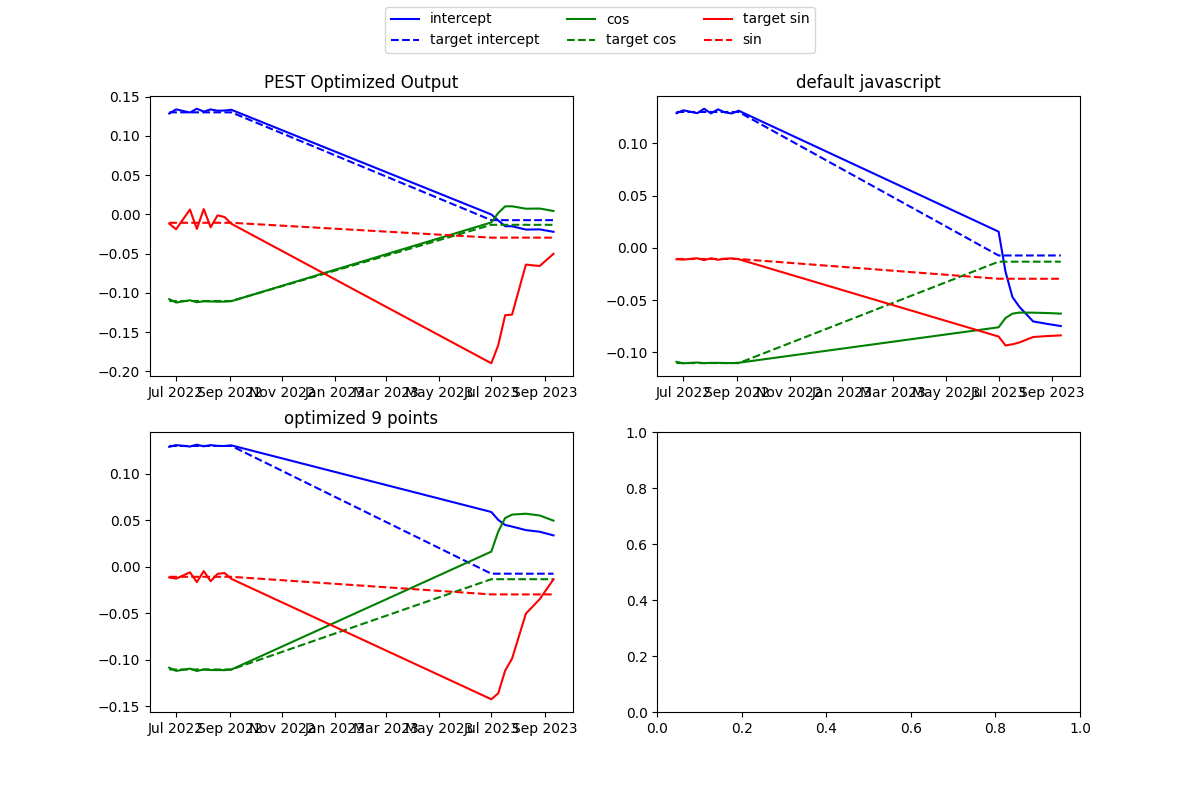 intercept cos target sin
target intercept target cos sin
PEST Optimized Output
0.15
0.10
0.05
0.00
−0.05
−0.10
−0.15
−0.20
Jul 2022 Sep 2022 Nov 2022 Jan 2023 Mar 2023 May 2023 Jul 2023 Sep 2023
default javascript
0.10
0.05
0.00
−0.05
−0.10
Jul 2022 Sep 2022 Nov 2022 Jan 2023 Mar 2023 May 2023 Jul 2023 Sep 2023
optimized 9 points
0.10
0.05
0.00
−0.05
−0.10
−0.15
Jul 2022 Sep 2022 Nov 2022 Jan 2023 Mar 2023 May 2023 Jul 2023 Sep 2023
1.0
0.8
0.6
0.4
0.2
0.0
0.0 0.2 0.4 0.6 0.8 1.0